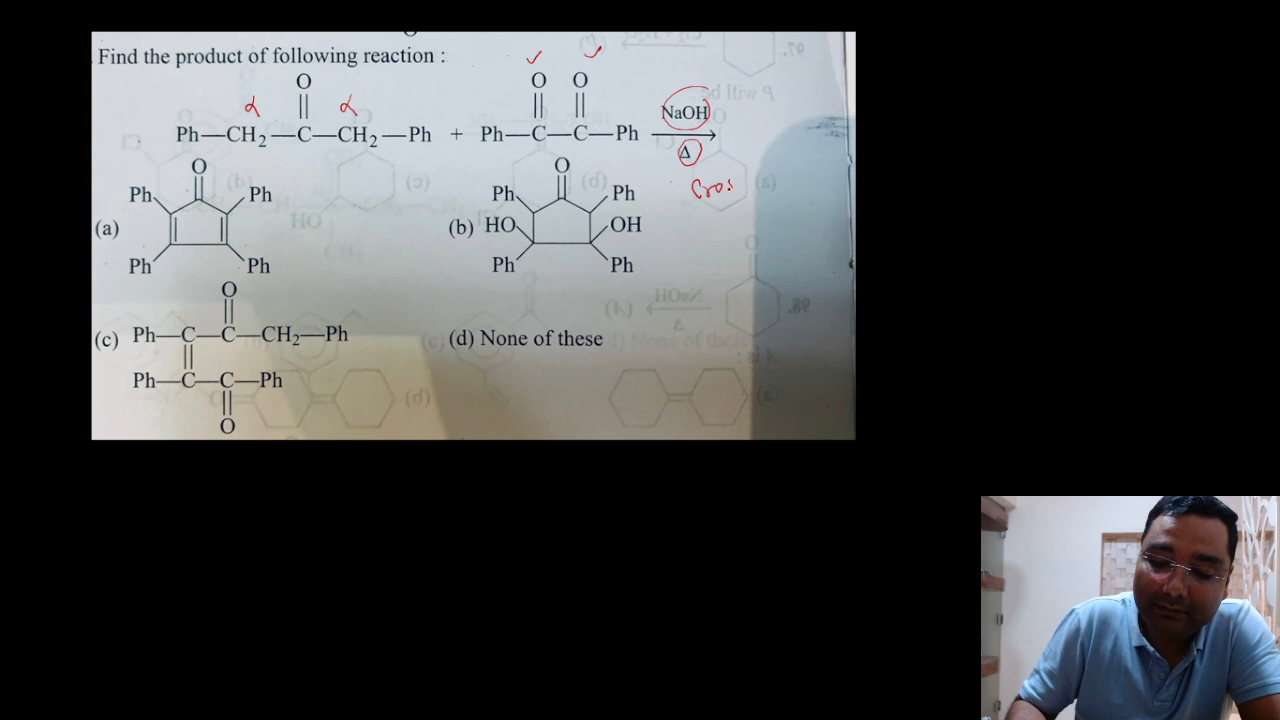 Find the product of following reaction :
O
O O
α α
Ph—CH₂—C—CH₂—Ph + Ph—C—C—Ph
NaOH
Δ
Cros
(a) O Ph Ph Ph Ph
(b) O Ph Ph HO OH Ph Ph
(c) O
Ph—C—C—CH₂—Ph
Ph—C—C—Ph
O
(d) None of these